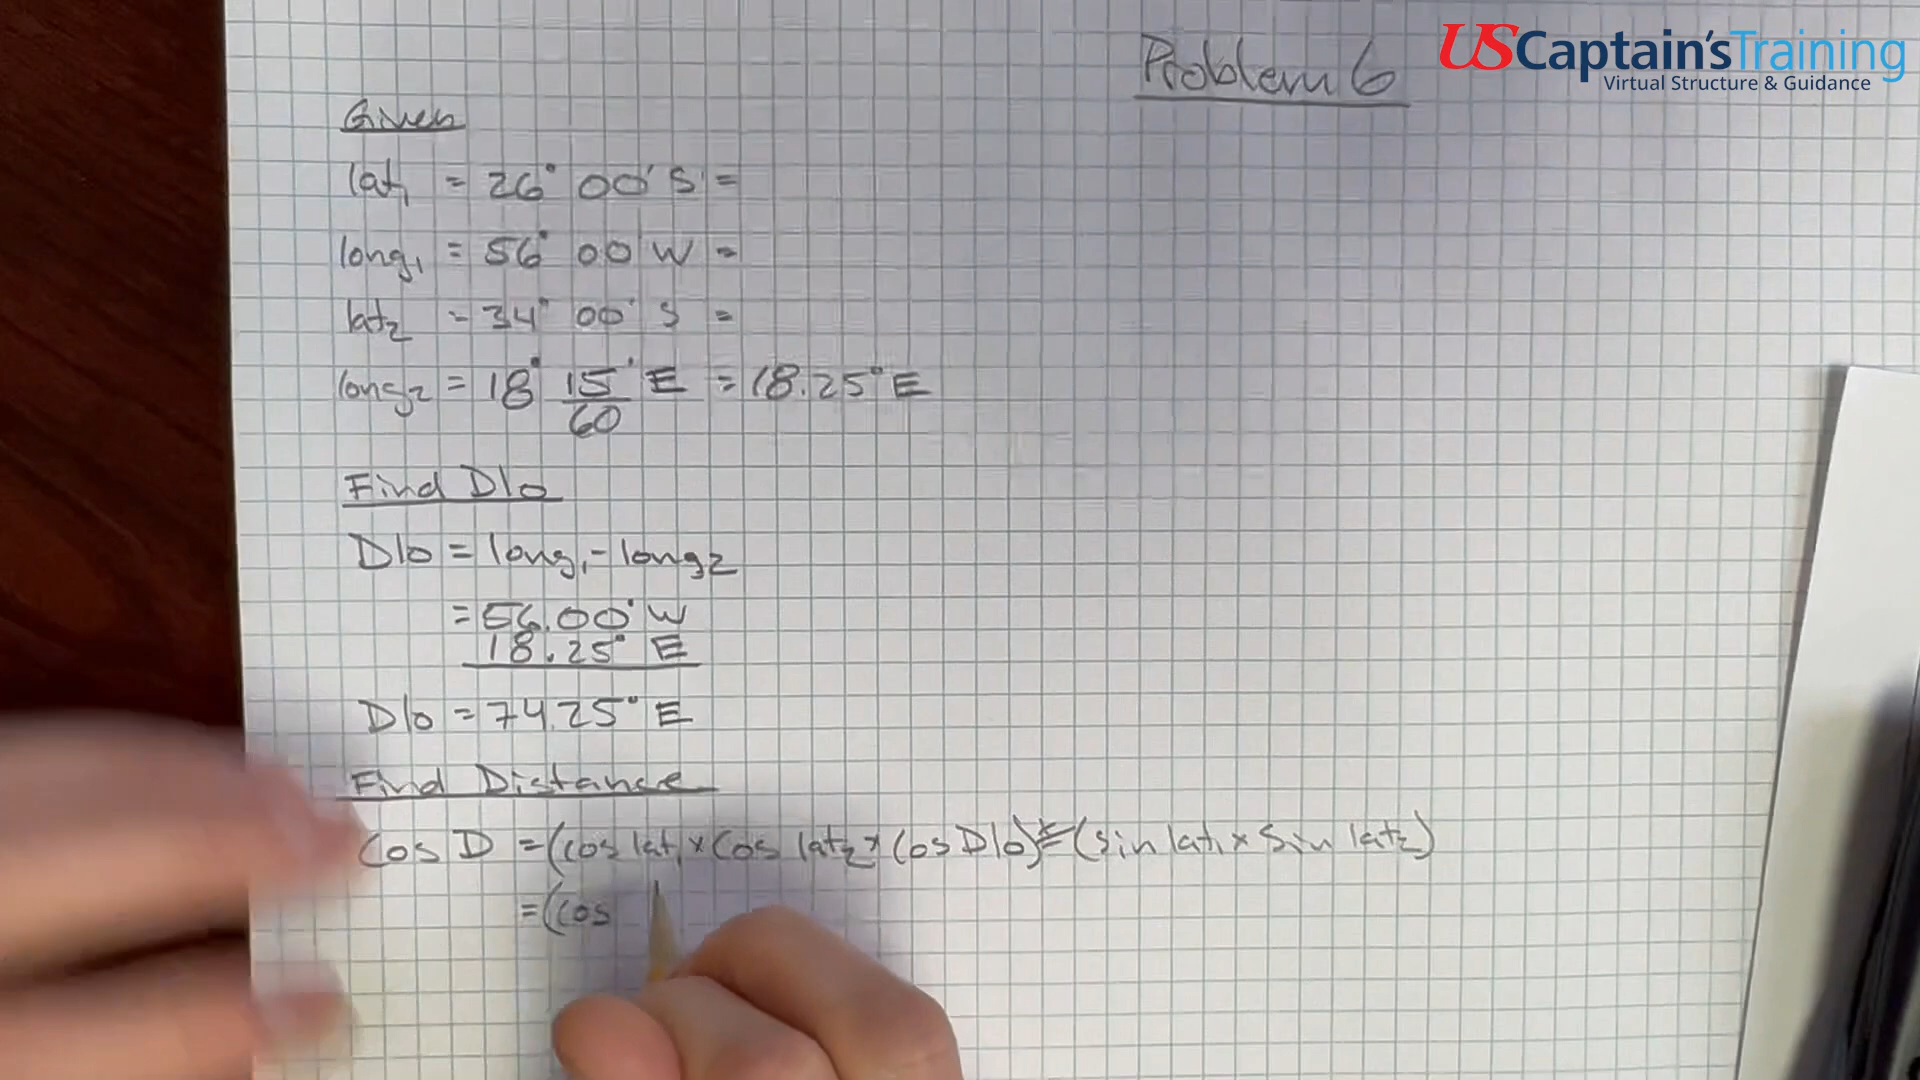 Problem 6
USCaptain'sTraining
Virtual Structure & Guidance
Given
lat₁ = 26° 00' S =
long₁ = 56° 00 W =
lat₂ = 34° 00' S =
long₂ = 18° 15'/60 E = 18.25° E
Find Dlo
Dlo = long₁ - long₂
= 56.00° W
18.25° E
Dlo = 74.25° E
Find Distance
Cos D = (cos lat₁ x Cos lat₂ x Cos Dlo) ± (sin lat₁ x Sin lat₂)
= (cos